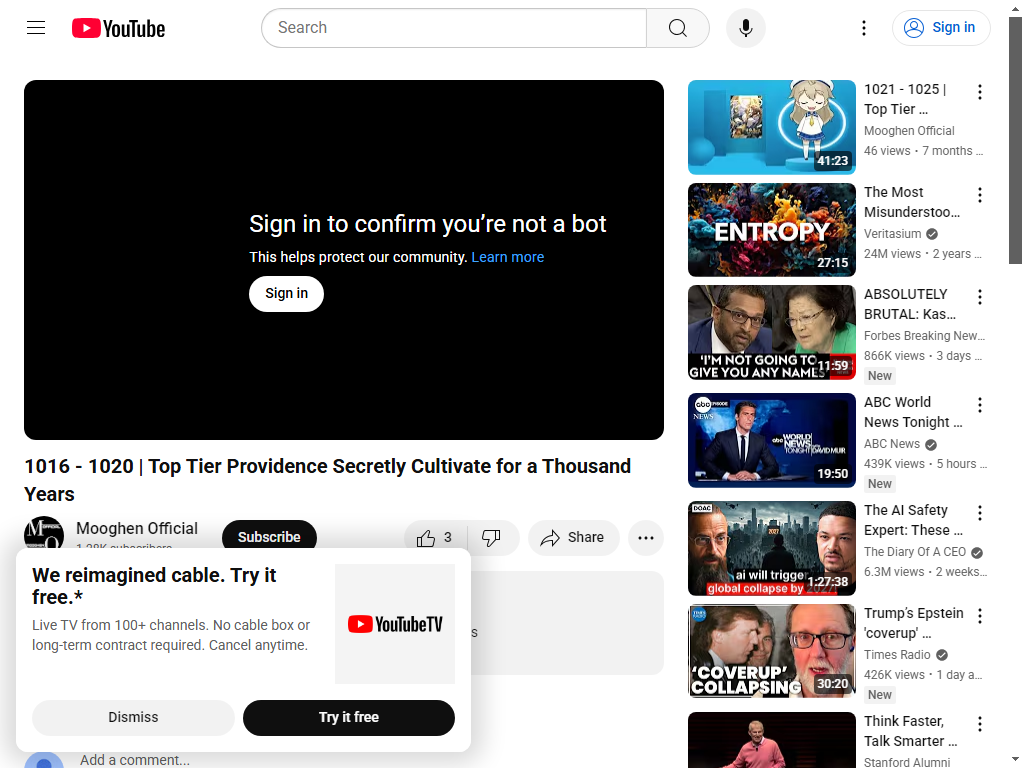 YouTube
Search
Sign in
Sign in to confirm you're not a bot
This helps protect our community. Learn more
Sign in
1016 - 1020 | Top Tier Providence Secretly Cultivate for a Thousand
Years
Mooghen Official
Subscribe
3
Share
We reimagined cable. Try it
free.*
Live TV from 100+ channels. No cable box or
long-term contract required. Cancel anytime.
YouTubeTV
Dismiss
Try it free
s
Add a comment...
41:23
1021 - 1025 |
Top Tier ...
Mooghen Official
46 views • 7 months ...
ENTROPY
27:15
The Most
Misunderstoo...
Veritasium
24M views • 2 years ...
'I'M NOT GOING TO
GIVE YOU ANY NAMES
11:59
ABSOLUTELY
BRUTAL: Kas...
Forbes Breaking New...
866K views • 3 days ...
New
abc
NEWS
EPISODE
abc WORLD
NEWS
TONIGHT DAVID MUIR
19:50
ABC World
News Tonight ...
ABC News
439K views • 5 hours ...
New
DOAC
2027
ai will trigger
global collapse by 2027
1:27:38
The AI Safety
Expert: These ...
The Diary Of A CEO
6.3M views • 2 weeks...
'COVERUP'
COLLAPSING
30:20
Trump's Epstein
'coverup' ...
Times Radio
426K views • 1 day a...
New
Think Faster,
Talk Smarter ...
Stanford Alumni